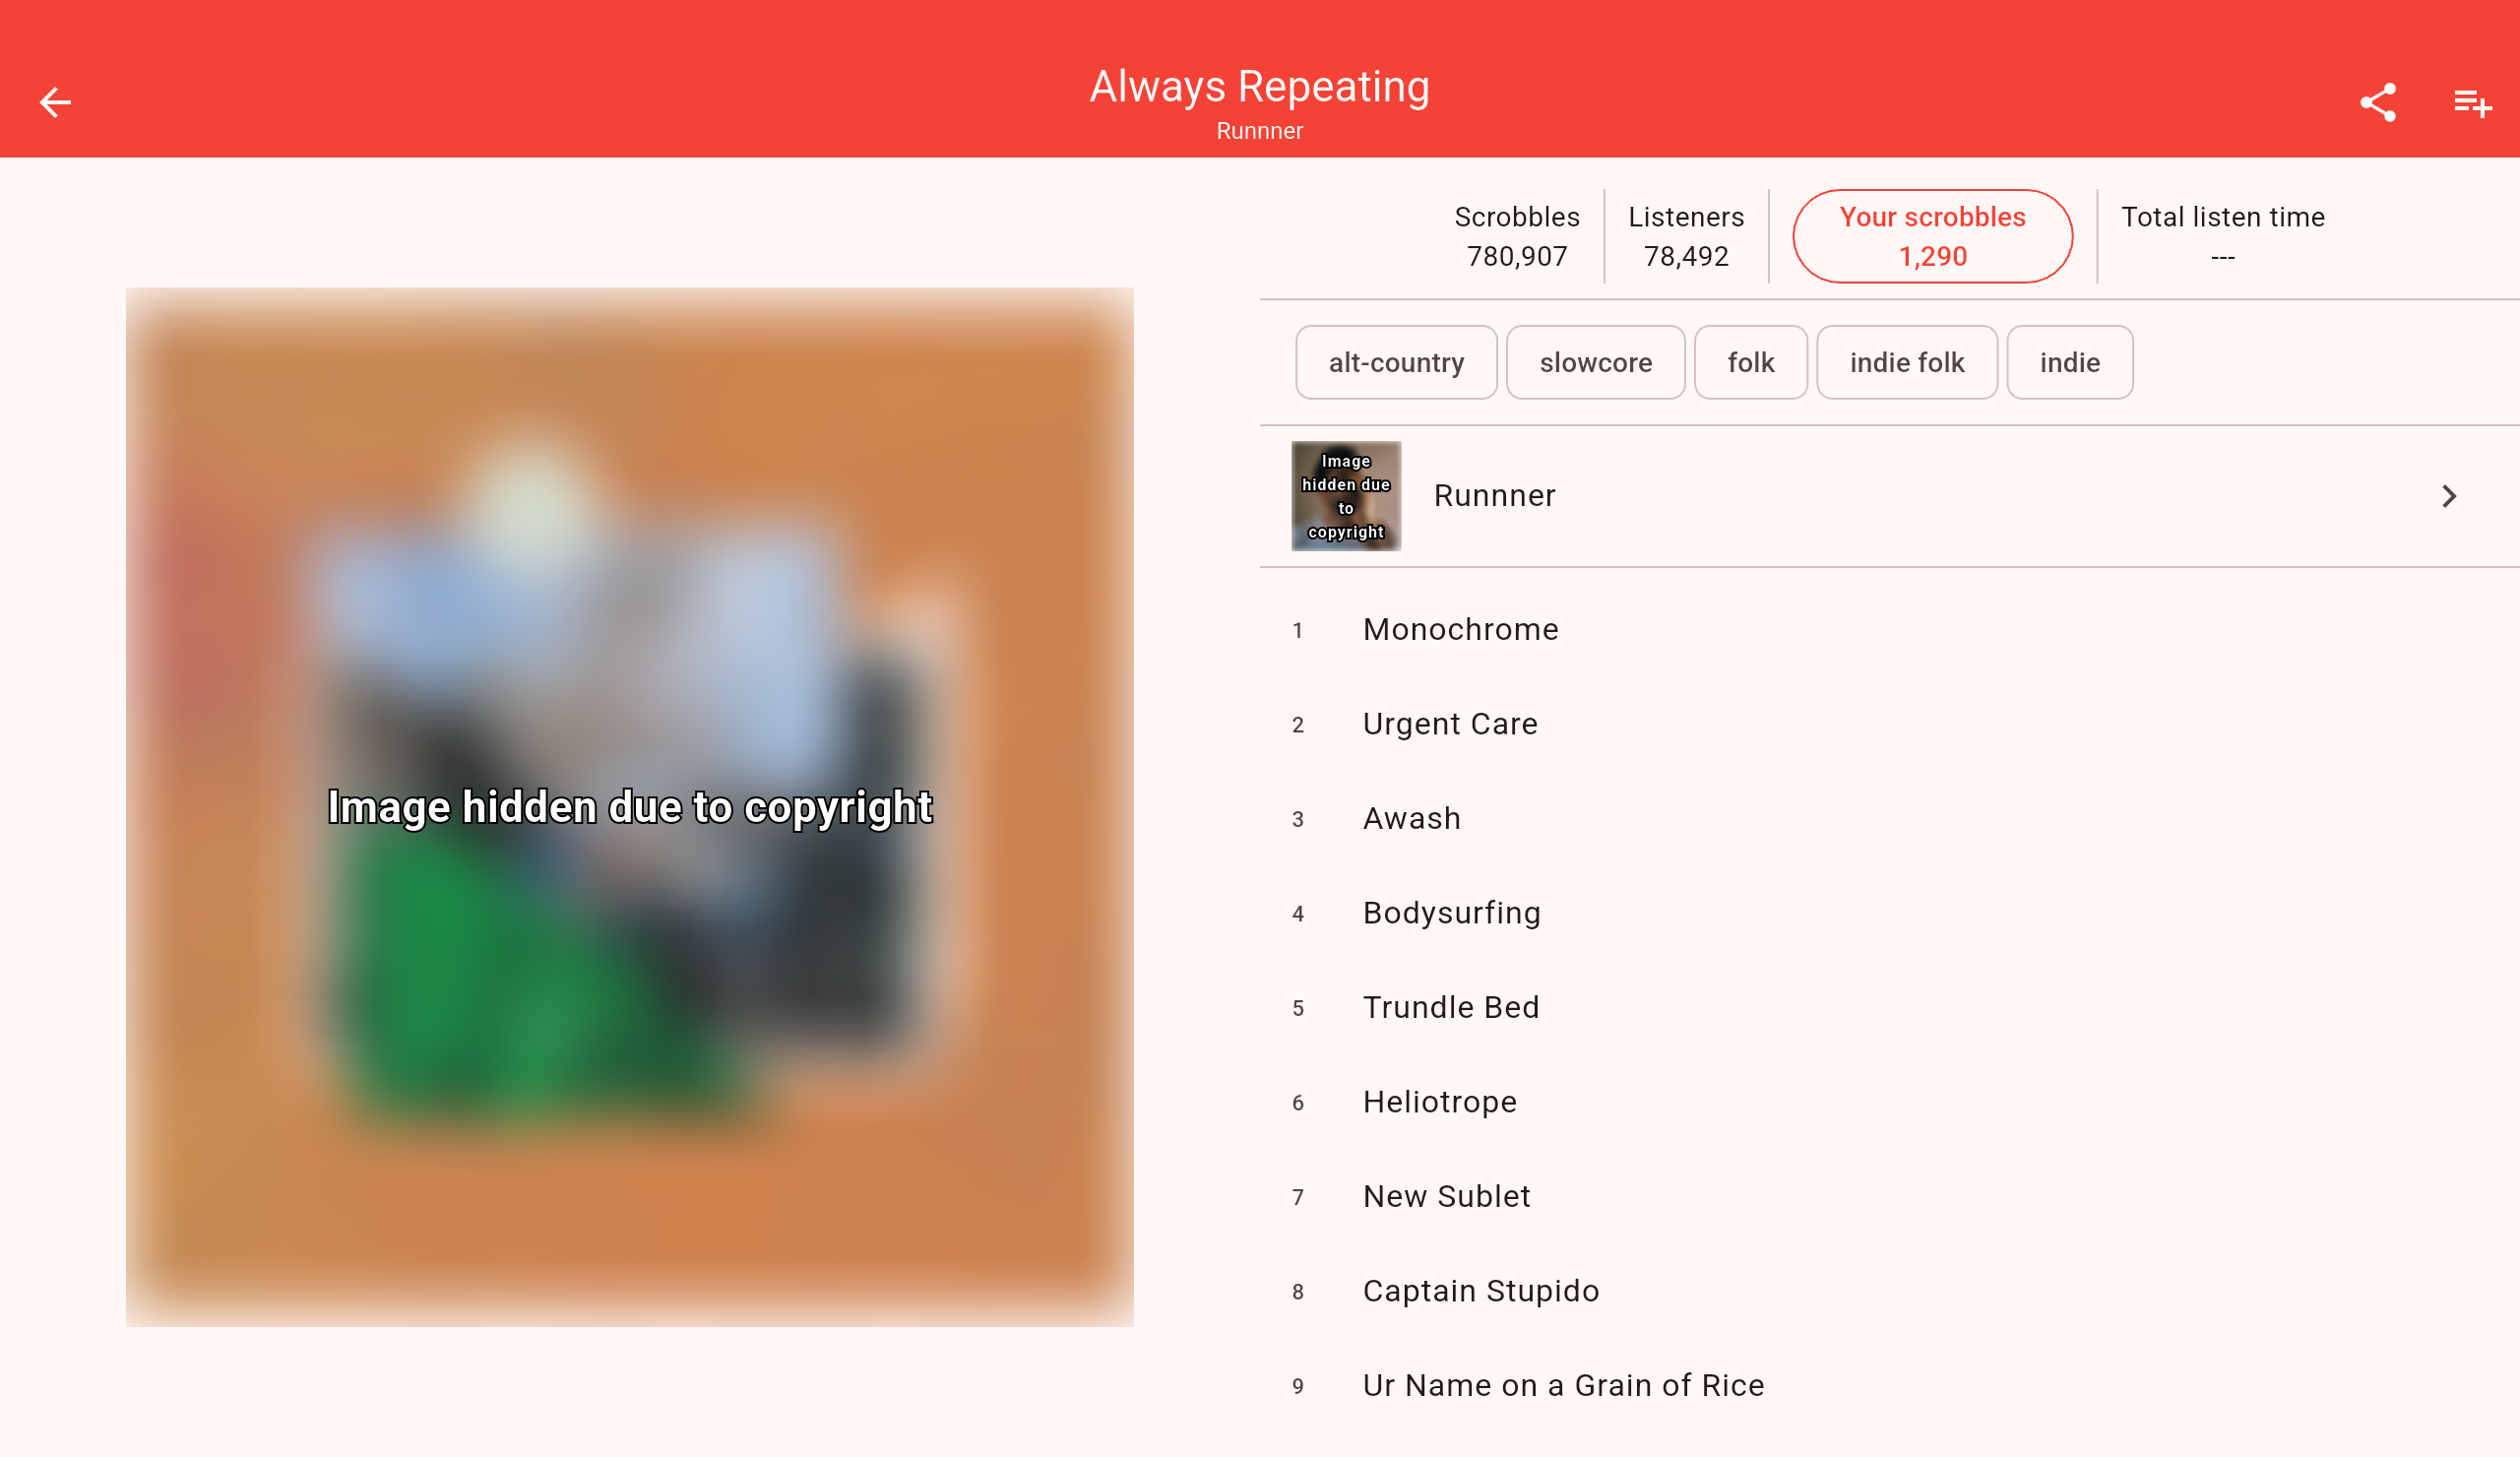 Always Repeating
Runnner
Scrobbles
780,907
Listeners
78,492
Your scrobbles
1,290
Total listen time
---
alt-country
slowcore
folk
indie folk
indie
Image hidden due to copyright
Image
hidden due
to
copyright
Runnner
1 Monochrome
2 Urgent Care
3 Awash
4 Bodysurfing
5 Trundle Bed
6 Heliotrope
7 New Sublet
8 Captain Stupido
9 Ur Name on a Grain of Rice